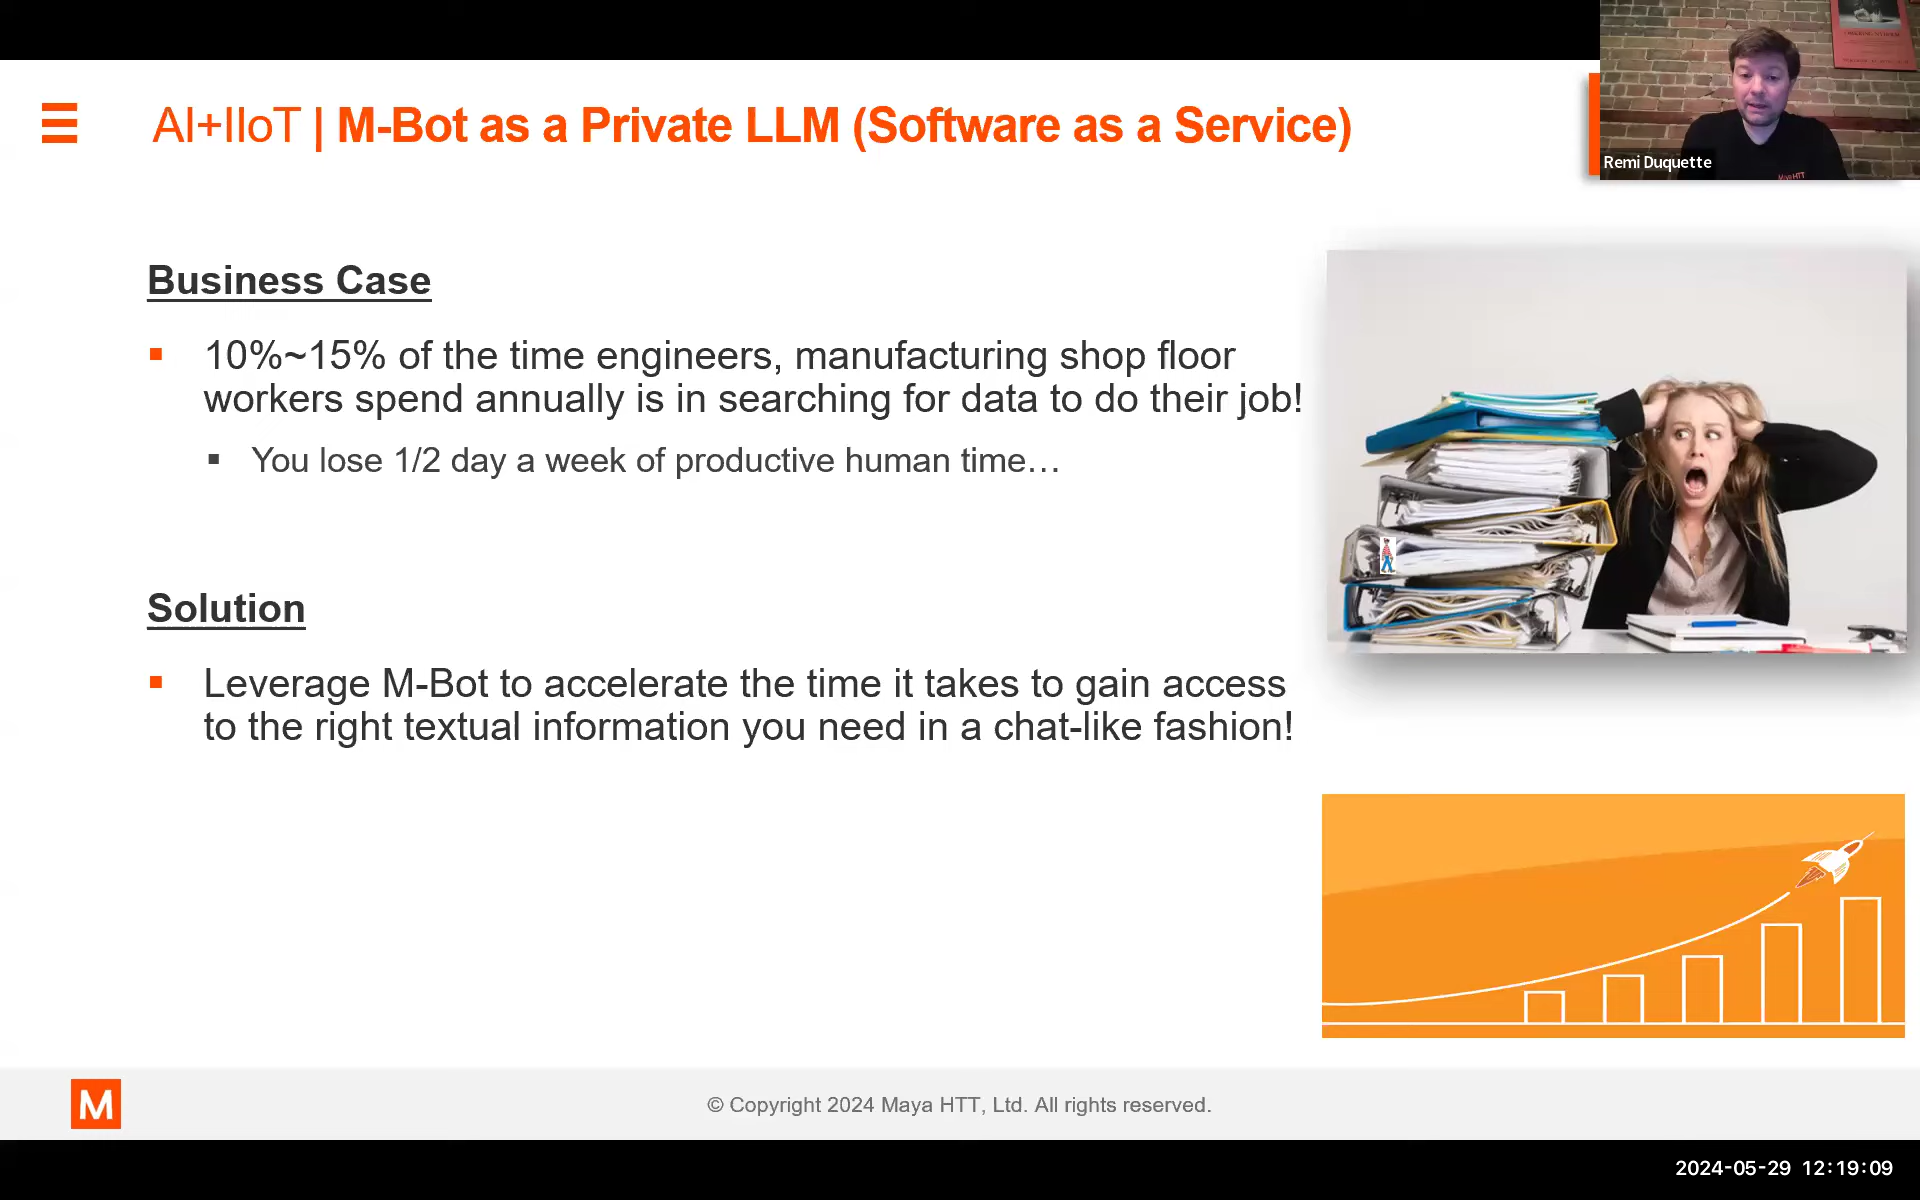 AI+IIoT | M-Bot as a Private LLM (Software as a Service)
Remi Duquette
Maya HTT
Business Case
10%~15% of the time engineers, manufacturing shop floor
workers spend annually is in searching for data to do their job!
You lose 1/2 day a week of productive human time…
Solution
Leverage M-Bot to accelerate the time it takes to gain access
to the right textual information you need in a chat-like fashion!
M
© Copyright 2024 Maya HTT, Ltd. All rights reserved.
2024-05-29 12:19:09